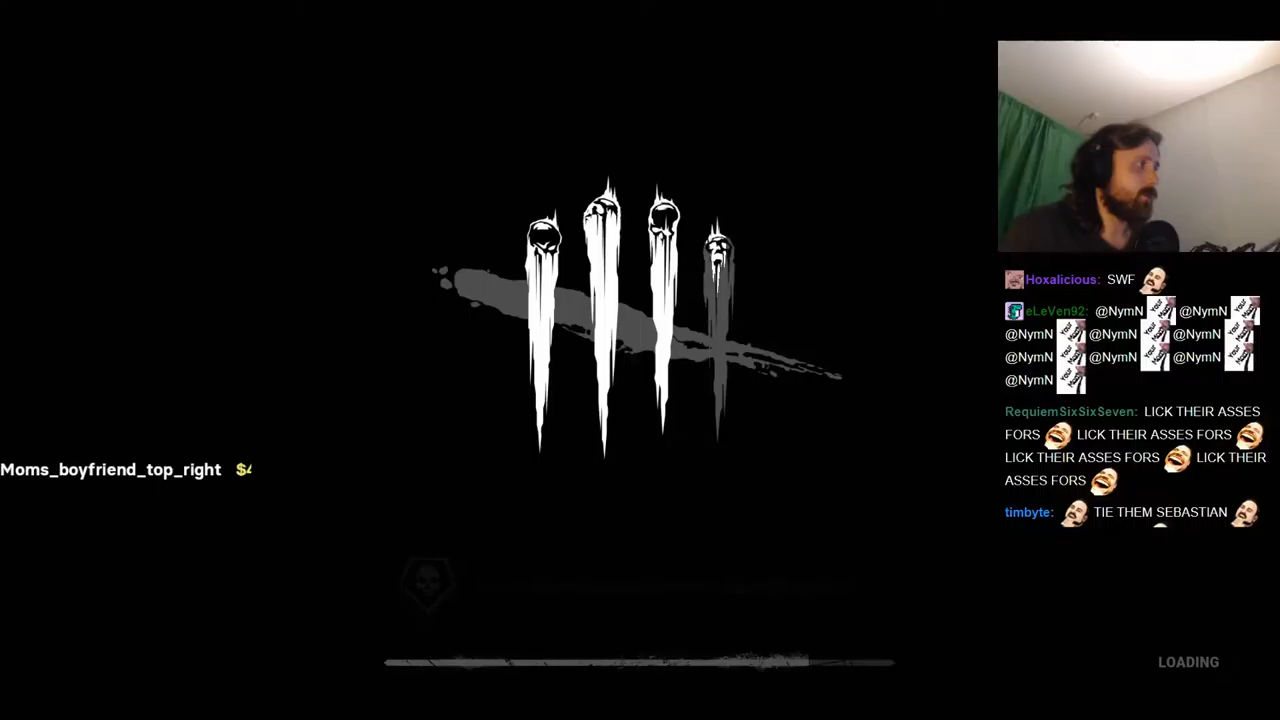 Moms_boyfriend_top_right $4
Hoxalicious: SWF
eLeVen92: @NymN @NymN
@NymN @NymN @NymN
@NymN @NymN @NymN
@NymN
RequiemSixSixSeven: LICK THEIR ASSES
FORS LICK THEIR ASSES FORS
LICK THEIR ASSES FORS LICK THEIR
ASSES FORS
timbyte: TIE THEM SEBASTIAN
LOADING